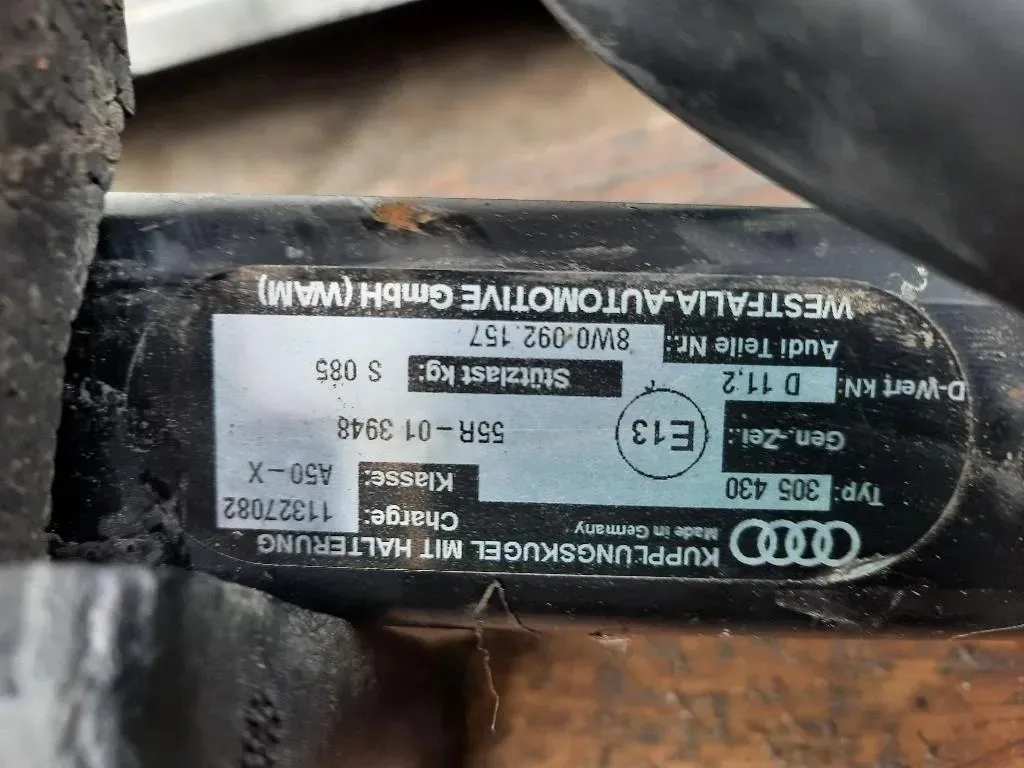 KUPPLUNGSKUGEL MIT HALTERUNG
Made in Germany
Charge: 11327082
Typ: 305 430
Klasse: A50-X
Gen.-Zei.: E13 55R-01 3948
D-Wert kN: D 11,2
Stützlast kg: S 085
Audi Teile Nr.: 8W0.092.157
WESTFALIA-AUTOMOTIVE GmbH (WAM)